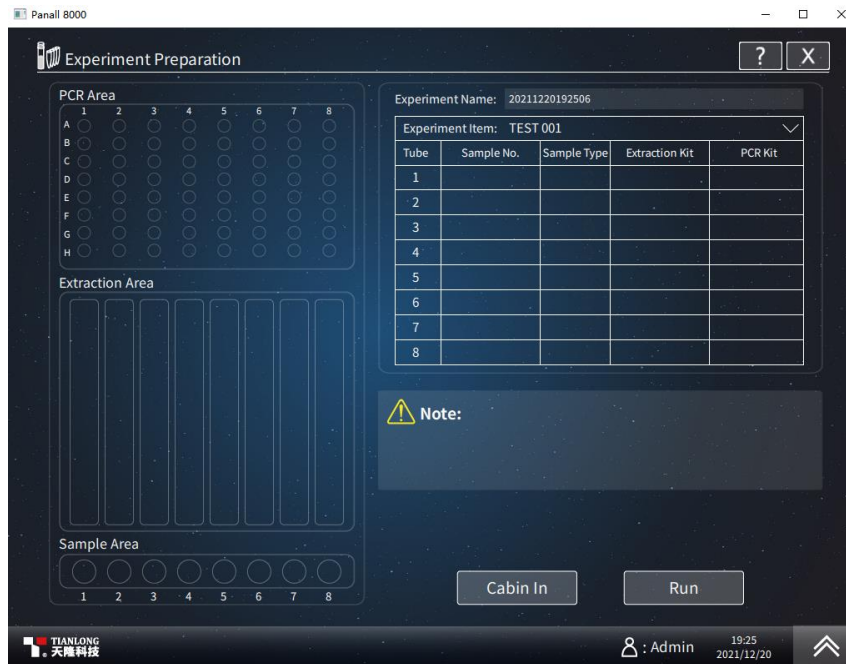 Panall 8000
Experiment Preparation
? X
PCR Area
1 2 3 4 5 6 7 8
A
B
C
D
E
F
G
H
Extraction Area
Sample Area
1 2 3 4 5 6 7 8
Experiment Name: 20211220192506
Experiment Item: TEST 001
Tube Sample No. Sample Type Extraction Kit PCR Kit
1
2
3
4
5
6
7
8
Note:
Cabin In Run
TIANLONG
天隆科技
: Admin
19:25
2021/12/20